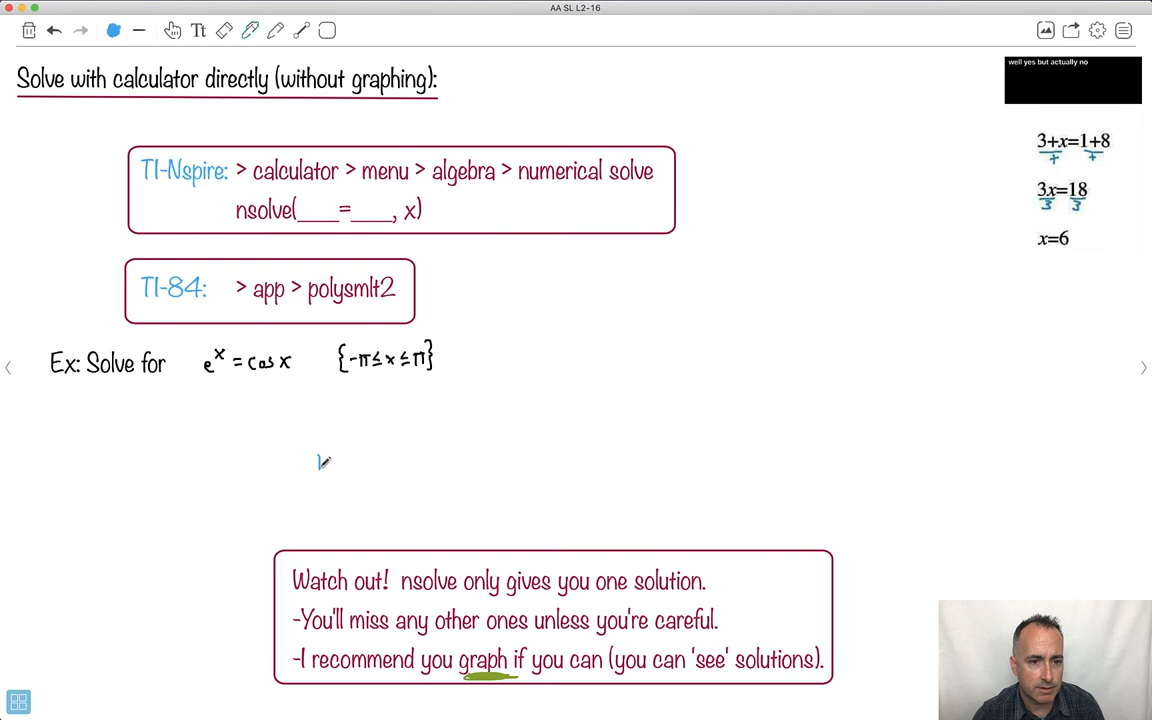 AA SL L2-16
Tt
Solve with calculator directly (without graphing):
well yes but actually no
TI-Nspire: > calculator > menu > algebra > numerical solve
nsolve(____=____, x)
3+x=1+8
+ +
3x=18
3 3
x=6
TI-84: > app > polysmlt2
Ex: Solve for e^x = cos x {-π ≤ x ≤ π}
Watch out! nsolve only gives you one solution.
-You'll miss any other ones unless you're careful.
-I recommend you graph if you can (you can 'see' solutions).